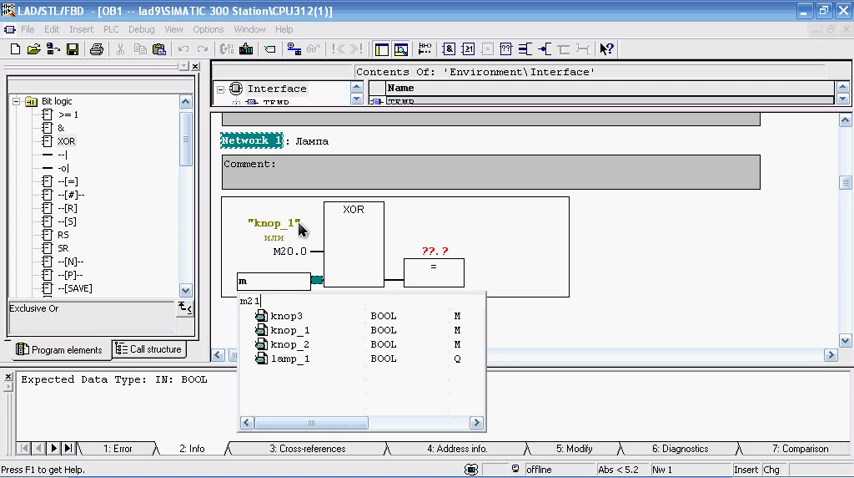 LAD/STL/FBD - [OB1 -- lad9\SIMATIC 300 Station\CPU312(1)]
File Edit Insert PLC Debug View Options Window Help
Contents Of: 'Environment\Interface'
Interface
Name
TEMP
TEMP
Bit logic
>= 1
&
XOR
--|
-o|
--[=]
--[#]--
--[R]
--[S]
RS
SR
--[N]--
--[P]--
--[SAVE]
Exclusive Or
Program elements
Call structure
Network 1 : Лампа
Comment:
XOR
"knop_1"
или
M20.0
??.?
=
m
m21
knop3 BOOL M
knop_1 BOOL M
knop_2 BOOL M
lamp_1 BOOL Q
Expected Data Type: IN: BOOL
1: Error 2: Info 3: Cross-references 4: Address info. 5: Modify 6: Diagnostics 7: Comparison
Press F1 to get Help.
offline
Abs < 5.2
Nw 1
Insert
Chg